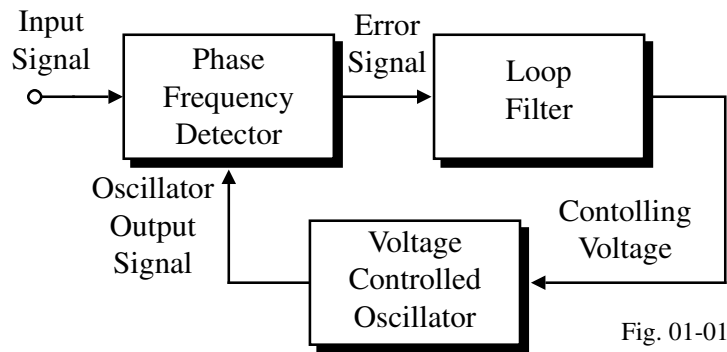 Input
Signal
Phase
Frequency
Detector
Error
Signal
Loop
Filter
Oscillator
Output
Signal
Voltage
Controlled
Oscillator
Contolling
Voltage
Fig. 01-01